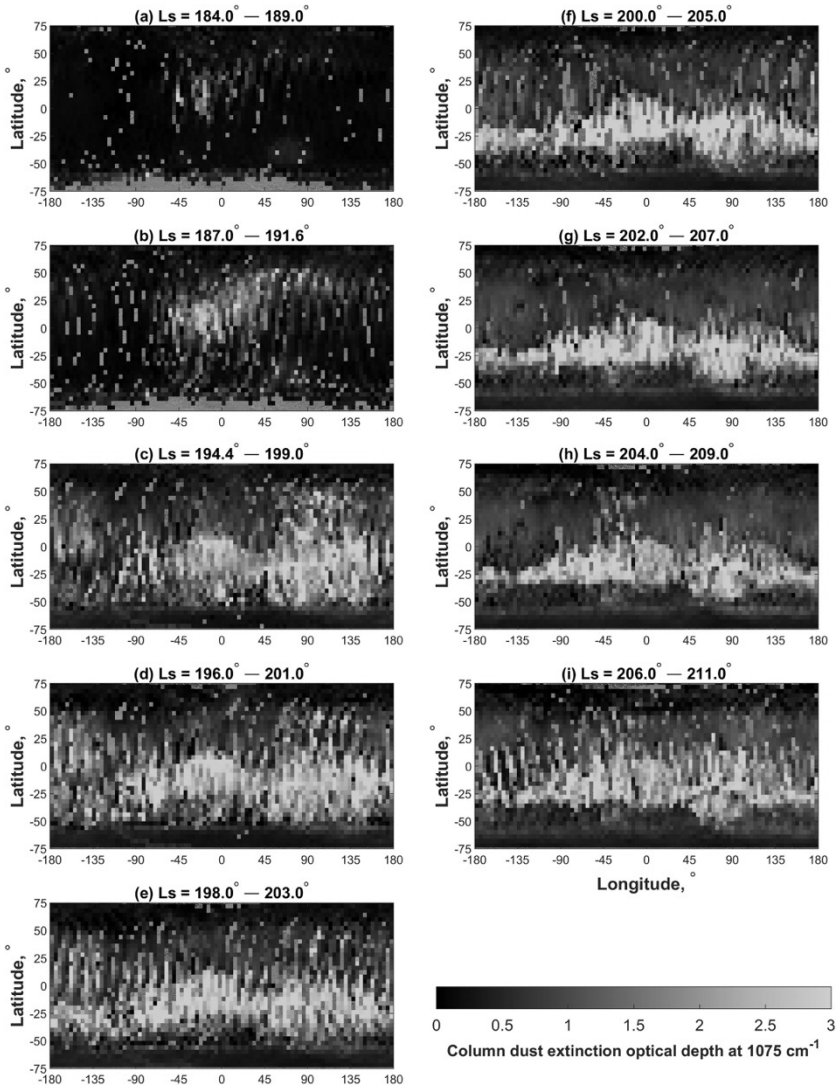 (a) Ls = 184.0° — 189.0°
75
50
25
0
-25
-50
-75
Latitude, °
-180 -135 -90 -45 0 45 90 135 180
(b) Ls = 187.0° — 191.6°
75
50
25
0
-25
-50
-75
Latitude, °
-180 -135 -90 -45 0 45 90 135 180
(c) Ls = 194.4° — 199.0°
75
50
25
0
-25
-50
-75
Latitude, °
-180 -135 -90 -45 0 45 90 135 180
(d) Ls = 196.0° — 201.0°
75
50
25
0
-25
-50
-75
Latitude, °
-180 -135 -90 -45 0 45 90 135 180
(e) Ls = 198.0° — 203.0°
75
50
25
0
-25
-50
-75
Latitude, °
-180 -135 -90 -45 0 45 90 135 180
(f) Ls = 200.0° — 205.0°
75
50
25
0
-25
-50
-75
Latitude, °
-180 -135 -90 -45 0 45 90 135 180
(g) Ls = 202.0° — 207.0°
75
50
25
0
-25
-50
-75
Latitude, °
-180 -135 -90 -45 0 45 90 135 180
(h) Ls = 204.0° — 209.0°
75
50
25
0
-25
-50
-75
Latitude, °
-180 -135 -90 -45 0 45 90 135 180
(i) Ls = 206.0° — 211.0°
75
50
25
0
-25
-50
-75
Latitude, °
-180 -135 -90 -45 0 45 90 135 180
Longitude, °
0 0.5 1 1.5 2 2.5 3
Column dust extinction optical depth at 1075 cm⁻¹